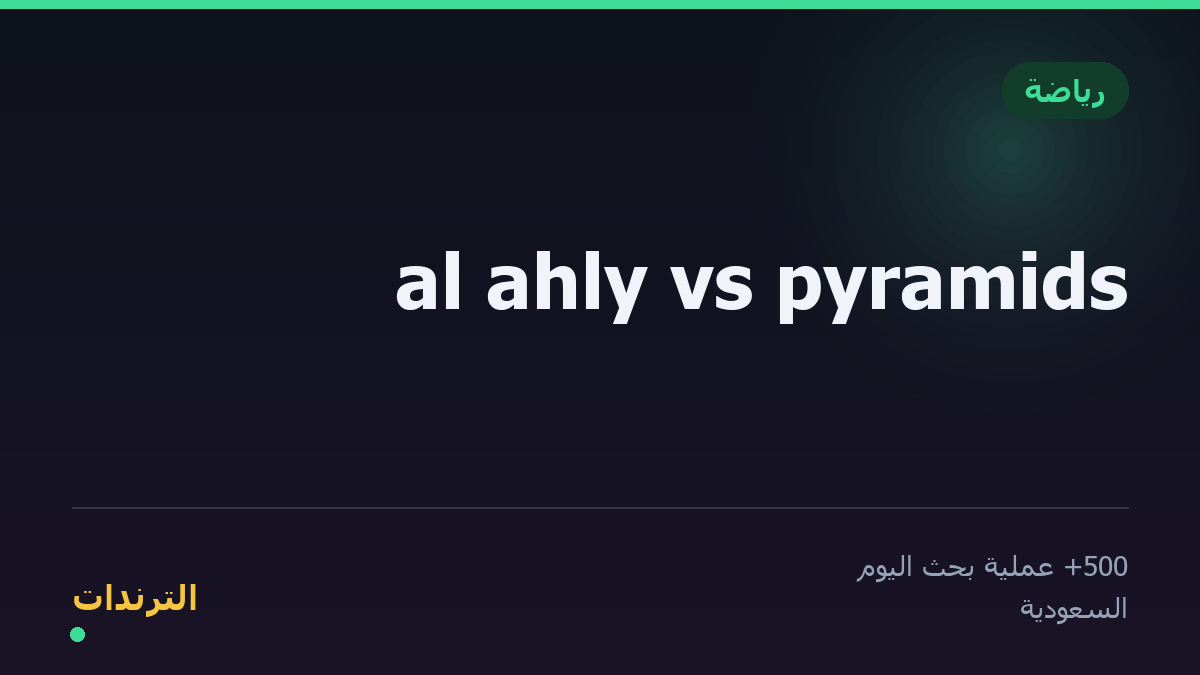 رياضة
al ahly vs pyramids
500+ عملية بحث اليوم
السعودية
الترندات